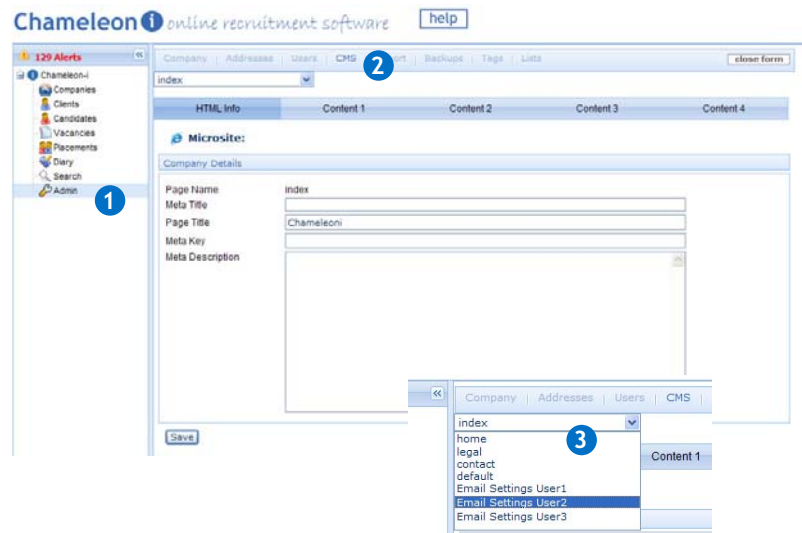 Chameleon i online recruitment software help
129 Alerts «
Chameleon-i
Companies
Clients
Candidates
Vacancies
Placements
Diary
Search
Admin
1
Company | Addresses | Users | CMS 2 ort | Backups | Tags | Lists close form
index
HTML Info Content 1 Content 2 Content 3 Content 4
Microsite:
Company Details
Page Name index
Meta Title
Page Title Chameleoni
Meta Key
Meta Description
Save
« Company | Addresses | Users | CMS |
index
3
home
legal
contact
default
Email Settings User1
Email Settings User2
Email Settings User3
Content 1